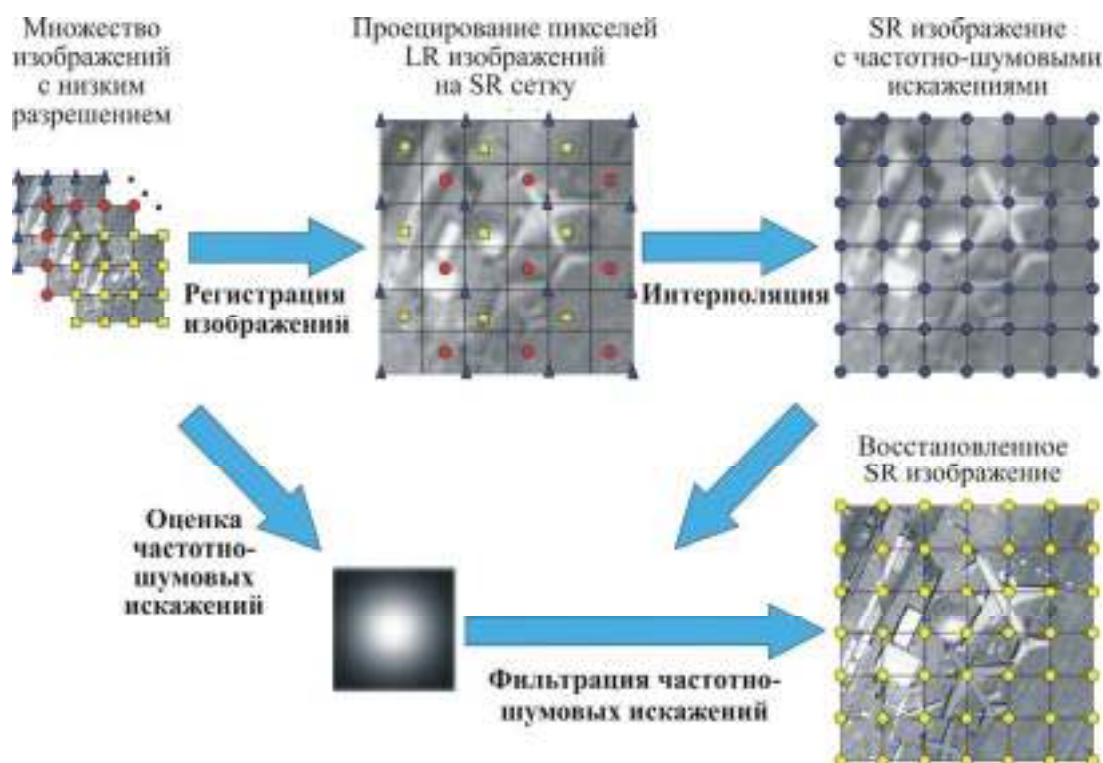 Множество
изображений
с низким
разрешением
Проецирование пикселей
LR изображений
на SR сетку
SR изображение
с частотно-шумовыми
искажениями
Регистрация
изображений
Интерполяция
Оценка
частотно-
шумовых
искажений
Фильтрация частотно-
шумовых искажений
Восстановленное
SR изображение